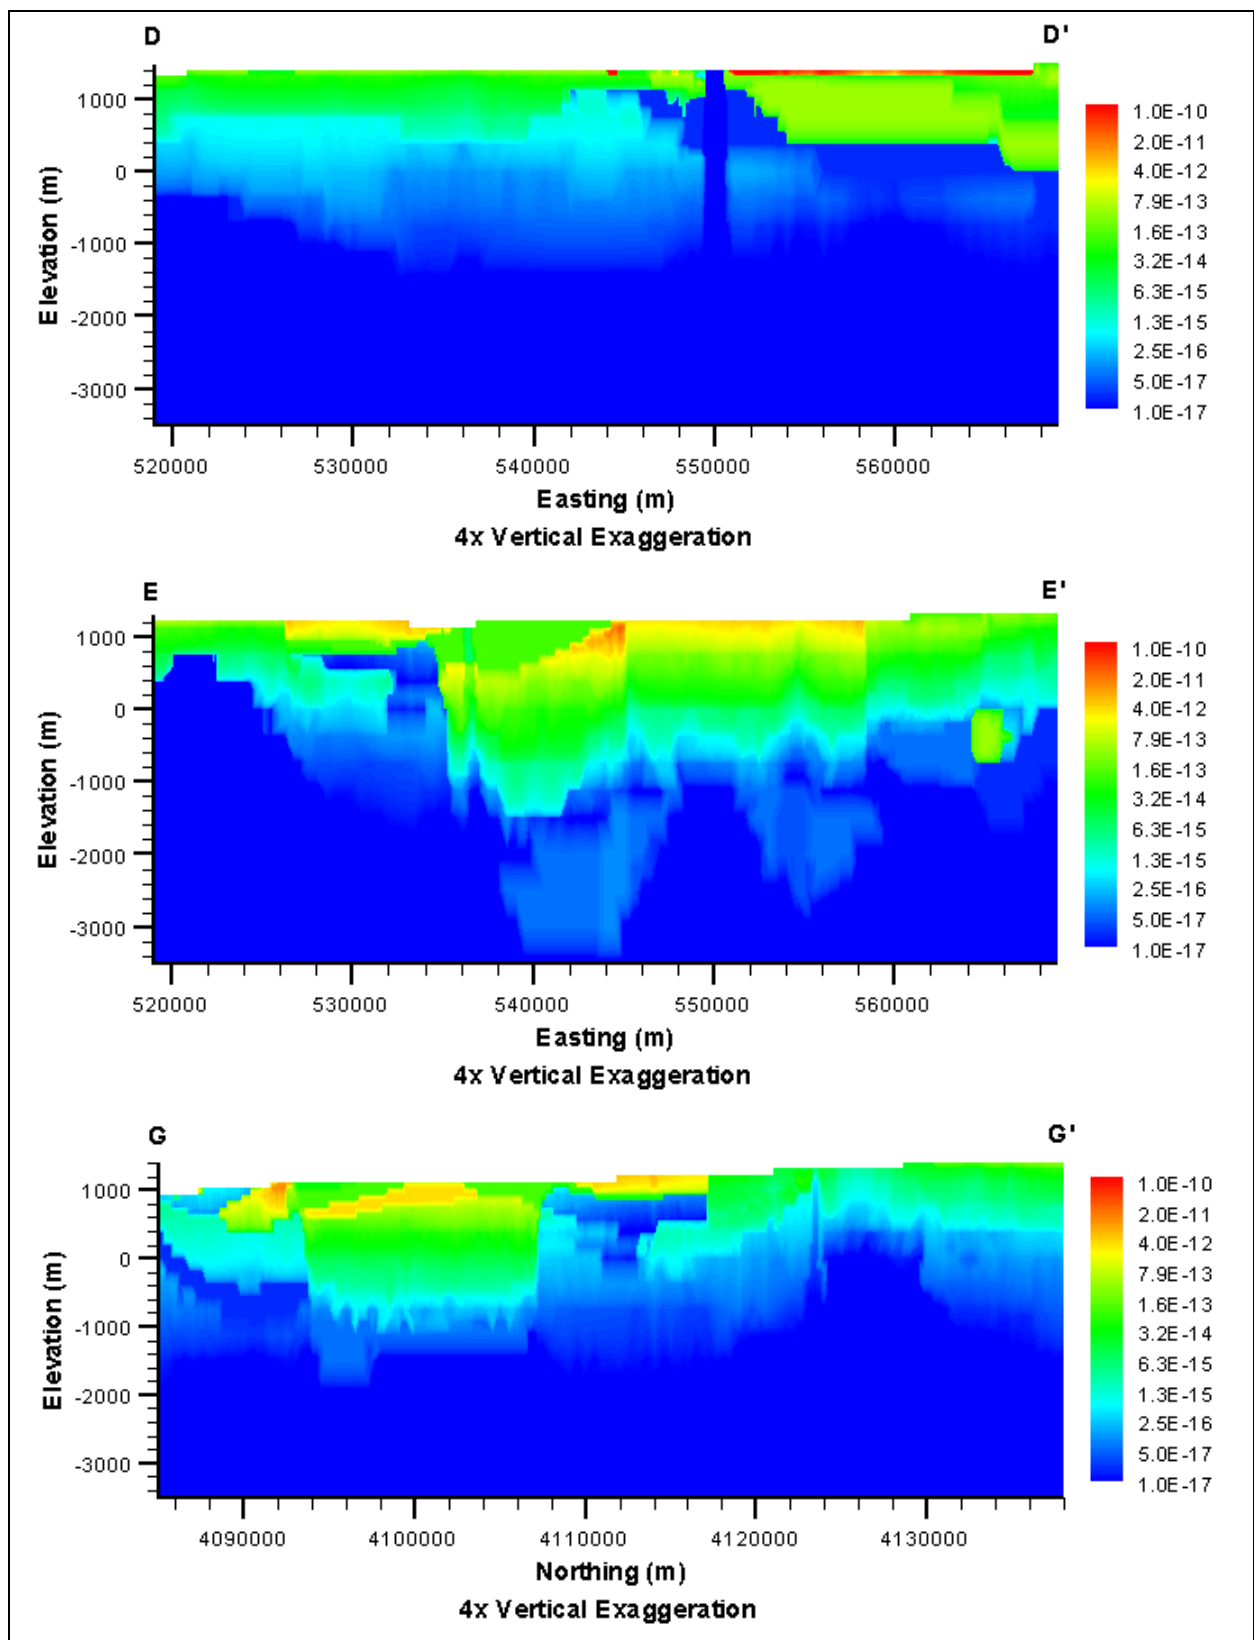 D D'
1000
0
-1000
-2000
-3000
Elevation (m)
520000 530000 540000 550000 560000
Easting (m)
4x Vertical Exaggeration
1.0E-10
2.0E-11
4.0E-12
7.9E-13
1.6E-13
3.2E-14
6.3E-15
1.3E-15
2.5E-16
5.0E-17
1.0E-17
E E'
1000
0
-1000
-2000
-3000
Elevation (m)
520000 530000 540000 550000 560000
Easting (m)
4x Vertical Exaggeration
1.0E-10
2.0E-11
4.0E-12
7.9E-13
1.6E-13
3.2E-14
6.3E-15
1.3E-15
2.5E-16
5.0E-17
1.0E-17
G G'
1000
0
-1000
-2000
-3000
Elevation (m)
4090000 4100000 4110000 4120000 4130000
Northing (m)
4x Vertical Exaggeration
1.0E-10
2.0E-11
4.0E-12
7.9E-13
1.6E-13
3.2E-14
6.3E-15
1.3E-15
2.5E-16
5.0E-17
1.0E-17